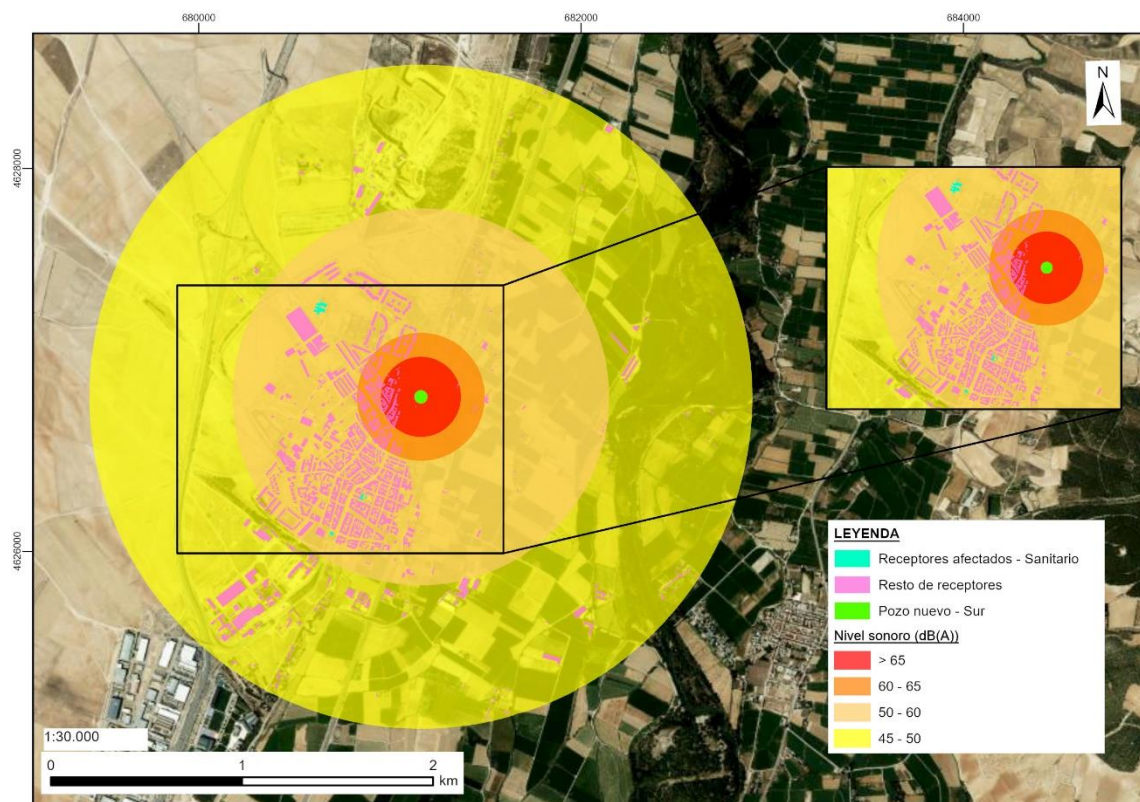 680000
682000
684000
N
4628000
4626000
LEYENDA
Receptores afectados - Sanitario
Resto de receptores
Pozo nuevo - Sur
Nivel sonoro (dB(A))
> 65
60 - 65
50 - 60
45 - 50
1:30.000
0
1
2
km